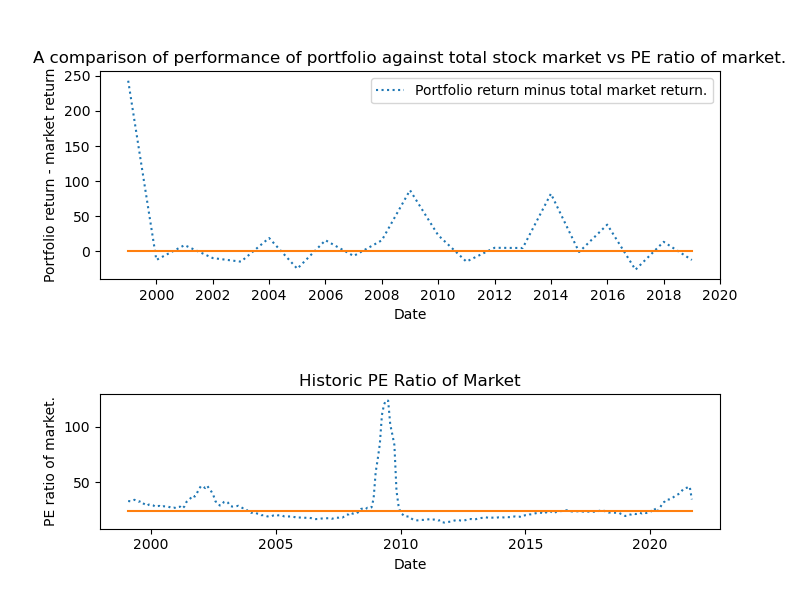 A comparison of performance of portfolio against total stock market vs PE ratio of market.
Portfolio return - market return
250
200
150
100
50
0
Portfolio return minus total market return.
2000 2002 2004 2006 2008 2010 2012 2014 2016 2018 2020
Date
Historic PE Ratio of Market
PE ratio of market.
100
50
2000 2005 2010 2015 2020
Date